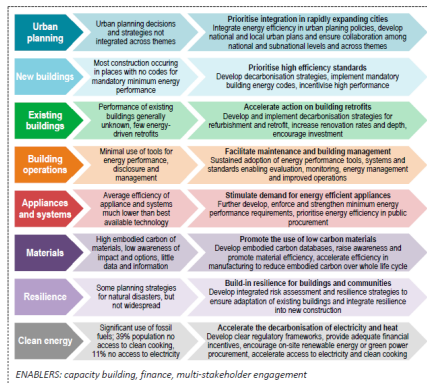 Urban
planning
Urban planning decisions
and strategies not
integrated across themes
Prioritise integration in rapidly expanding cities
Integrate energy efficiency in urban planning policies, develop
national and local urban plans and ensure collaboration among
national and subnational levels and across themes
New buildings
Most construction occuring
in places with no codes for
mandatory minimum energy
performance
Prioritise high efficiency standards
Develop decarbonisation strategies, implement mandatory
building energy codes, incentivise high performance
Existing
buildings
Performance of existing
buildings generally
unknown, few energy-
driven retrofits
Accelerate action on building retrofits
Develop and implement decarbonisation strategies for
refurbishment and retrofit, increase renovation rates and depth,
encourage investment
Building
operations
Minimal use of tools for
energy performance,
disclosure and
management
Facilitate maintenance and building management
Sustained adoption of energy performance tools, systems and
standards enabling evaluation, monitoring, energy management
and improved operations
Appliances
and systems
Average efficiency of
appliance and systems
much lower than best
available technology
Stimulate demand for energy efficient appliances
Further develop, enforce and strengthen minimum energy
performance requirements, prioritise energy efficiency in public
procurement
Materials
High embodied carbon of
materials, low awareness of
impact and options, little
data and information
Promote the use of low carbon materials
Develop embodied carbon databases, raise awareness and
promote material efficiency, accelerate efficiency in
manufacturing to reduce embodied carbon over whole life cycle
Resilience
Some planning strategies
for natural disasters, but
not widespread
Build-in resilience for buildings and communities
Develop integrated risk assessment and resilience strategies to
ensure adaptation of existing buildings and integrate resilience
into new construction
Clean energy
Significant use of fossil
fuels; 39% population no
access to clean cooking,
11% no access to electricity
Accelerate the decarbonisation of electricity and heat
Develop clear regulatory frameworks, provide adequate financial
incentives, encourage on-site renewable energy or green power
procurement, accelerate access to electricity and clean cooking
ENABLERS: capacity building, finance, multi-stakeholder engagement